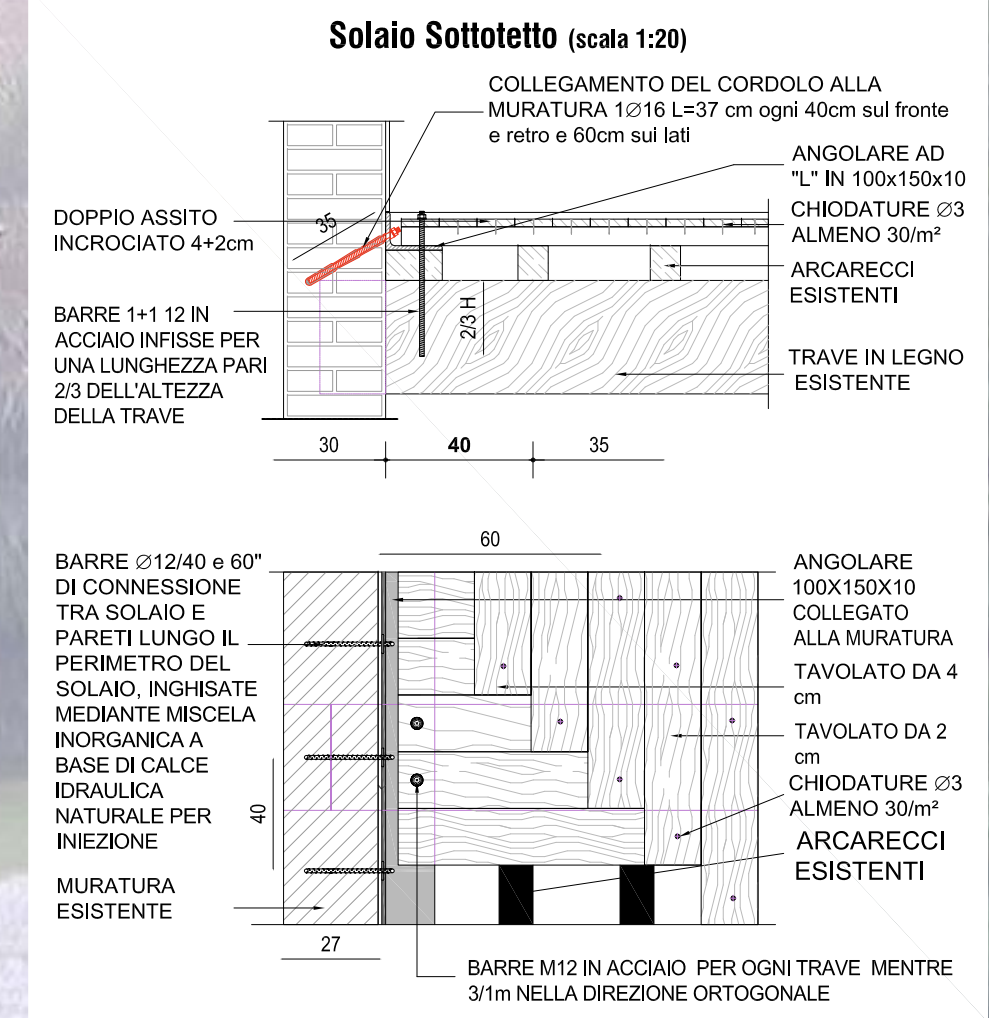 Solaio Sottotetto (scala 1:20)
COLLEGAMENTO DEL CORDOLO ALLA
MURATURA 1∅16 L=37 cm ogni 40cm sul fronte
e retro e 60cm sui lati
ANGOLARE AD
"L" IN 100x150x10
DOPPIO ASSITO
INCROCIATO 4+2cm
35
CHIODATURE ∅3
ALMENO 30/m²
ARCARECCI
ESISTENTI
BARRE 1+1 12 IN
ACCIAIO INFISSE PER
UNA LUNGHEZZA PARI
2/3 DELL'ALTEZZA
DELLA TRAVE
2/3 H
TRAVE IN LEGNO
ESISTENTE
30
40
35
60
BARRE ∅12/40 e 60"
DI CONNESSIONE
TRA SOLAIO E
PARETI LUNGO IL
PERIMETRO DEL
SOLAIO, INGHISATE
MEDIANTE MISCELA
INORGANICA A
BASE DI CALCE
IDRAULICA
NATURALE PER
INIEZIONE
40
MURATURA
ESISTENTE
27
ANGOLARE
100X150X10
COLLEGATO
ALLA MURATURA
TAVOLATO DA 4
cm
TAVOLATO DA 2
cm
CHIODATURE ∅3
ALMENO 30/m²
ARCARECCI
ESISTENTI
BARRE M12 IN ACCIAIO PER OGNI TRAVE MENTRE
3/1m NELLA DIREZIONE ORTOGONALE